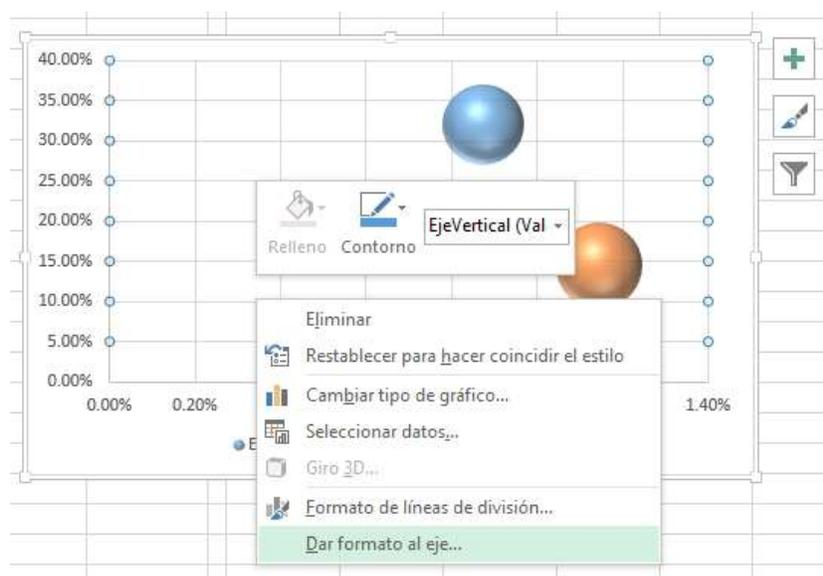 40.00%
35.00%
30.00%
25.00%
20.00%
15.00%
10.00%
5.00%
0.00%
0.00% 0.20% 1.40%
E
Relleno Contorno EjeVertical (Val
Eliminar
Restablecer para hacer coincidir el estilo
Cambiar tipo de gráfico...
Seleccionar datos...
Giro 3D...
Formato de líneas de división...
Dar formato al eje...